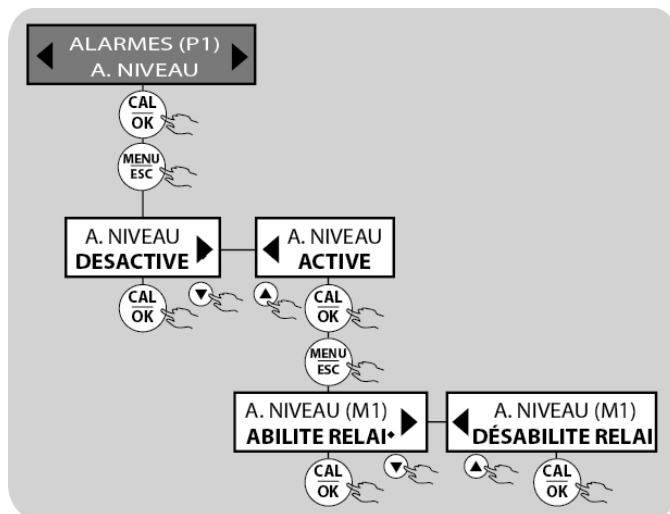 ALARMES (P1)
A. NIVEAU
CAL
OK
MENU
ESC
A. NIVEAU
DESACTIVE
A. NIVEAU
ACTIVE
CAL
OK
CAL
OK
MENU
ESC
A. NIVEAU (M1)
ABILITE RELAI
A. NIVEAU (M1)
DÉSABILITE RELAI
CAL
OK
CAL
OK